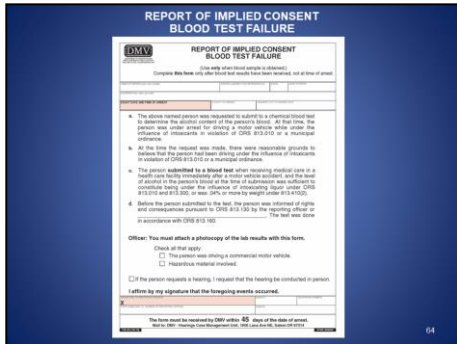 REPORT OF IMPLIED CONSENT
BLOOD TEST FAILURE
DMV
REPORT OF IMPLIED CONSENT
BLOOD TEST FAILURE
(Use only when blood sample is obtained.)
Complete this form only after blood test results have been received, not at time of arrest.
a. The above named person was requested to submit to a chemical blood test
to determine the alcohol content of the person's blood. At that time, the
person was under arrest for driving a motor vehicle while under the
influence of intoxicants in violation of ORS 813.010 or a municipal
ordinance.
b. At the time the request was made, there were reasonable grounds to
believe that the person had been driving under the influence of intoxicants
in violation of ORS 813.010 or a municipal ordinance.
c. The person submitted to a blood test when receiving medical care in a
health care facility immediately after a motor vehicle accident, and the level
of alcohol in the person's blood at the time of submission was sufficient to
constitute being under the influence of intoxicating liquor under ORS
813.010 and 813.300, or was .04% or more by weight under 813.410(2).
d. Before the person submitted to the test, the person was informed of rights
and consequences pursuant to ORS 813.130 by the reporting officer or
The test was done
in accordance with ORS 813.160.
Officer: You must attach a photocopy of the lab results with this form.
Check all that apply
The person was driving a commercial motor vehicle.
Hazardous material involved.
If the person requests a hearing, I request that the hearing be conducted in person.
I affirm by my signature that the foregoing events occurred.
X
The form must be received by DMV within 45 days of the date of arrest.
Mail to: DMV - Hearings Case Management Unit, 1905 Lana Ave NE, Salem OR 97314
64